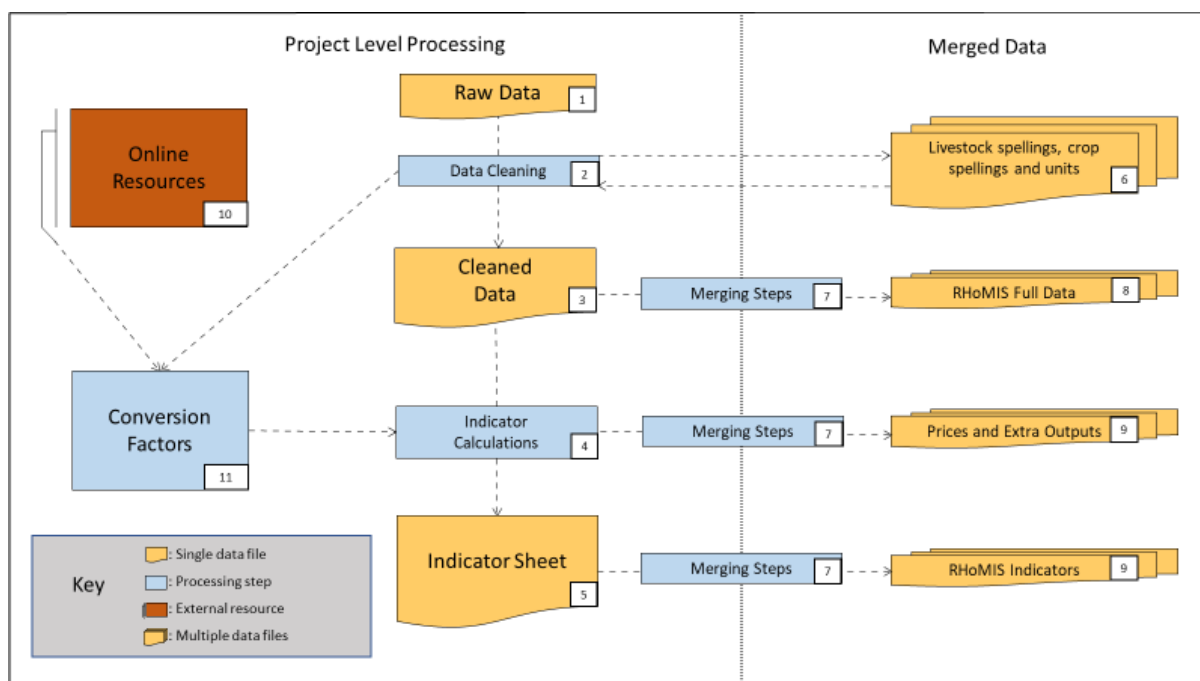 Project Level Processing
Merged Data
Raw Data
1
Online
Resources
10
Data Cleaning
2
Livestock spellings, crop
spellings and units
6
Cleaned
Data
3
Merging Steps
7
RHoMIS Full Data
8
Conversion
Factors
11
Indicator
Calculations
4
Merging Steps
7
Prices and Extra Outputs
9
Indicator Sheet
5
Merging Steps
7
RHoMIS Indicators
9
Key
: Single data file
: Processing step
: External resource
: Multiple data files